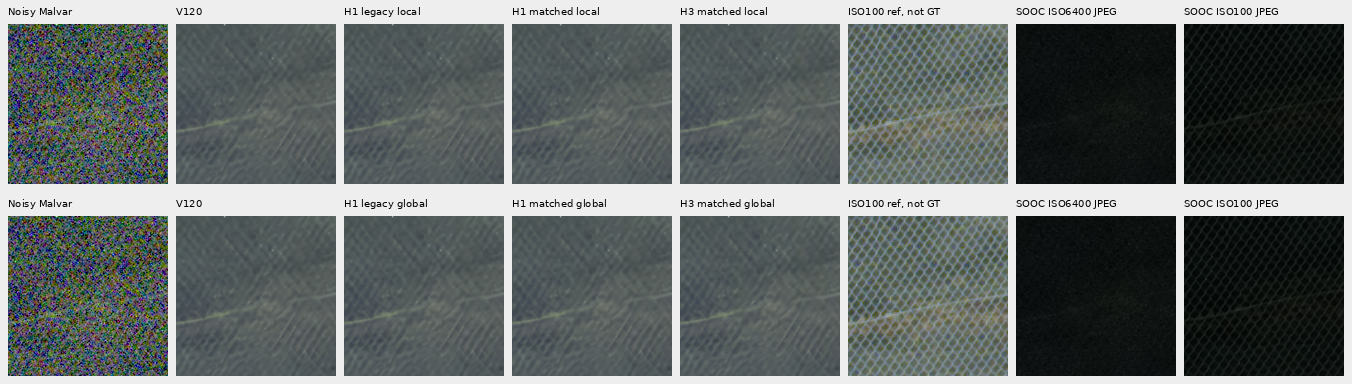 Noisy Malvar V120 H1 legacy local H1 matched local H3 matched local ISO100 ref, not GT SOOC ISO6400 JPEG SOOC ISO100 JPEG
Noisy Malvar V120 H1 legacy global H1 matched global H3 matched global ISO100 ref, not GT SOOC ISO6400 JPEG SOOC ISO100 JPEG